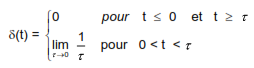 δ(t) = { 0 pour t ≤ 0 et t ≥ τ
lim τ→0 1/τ pour 0 < t < τ